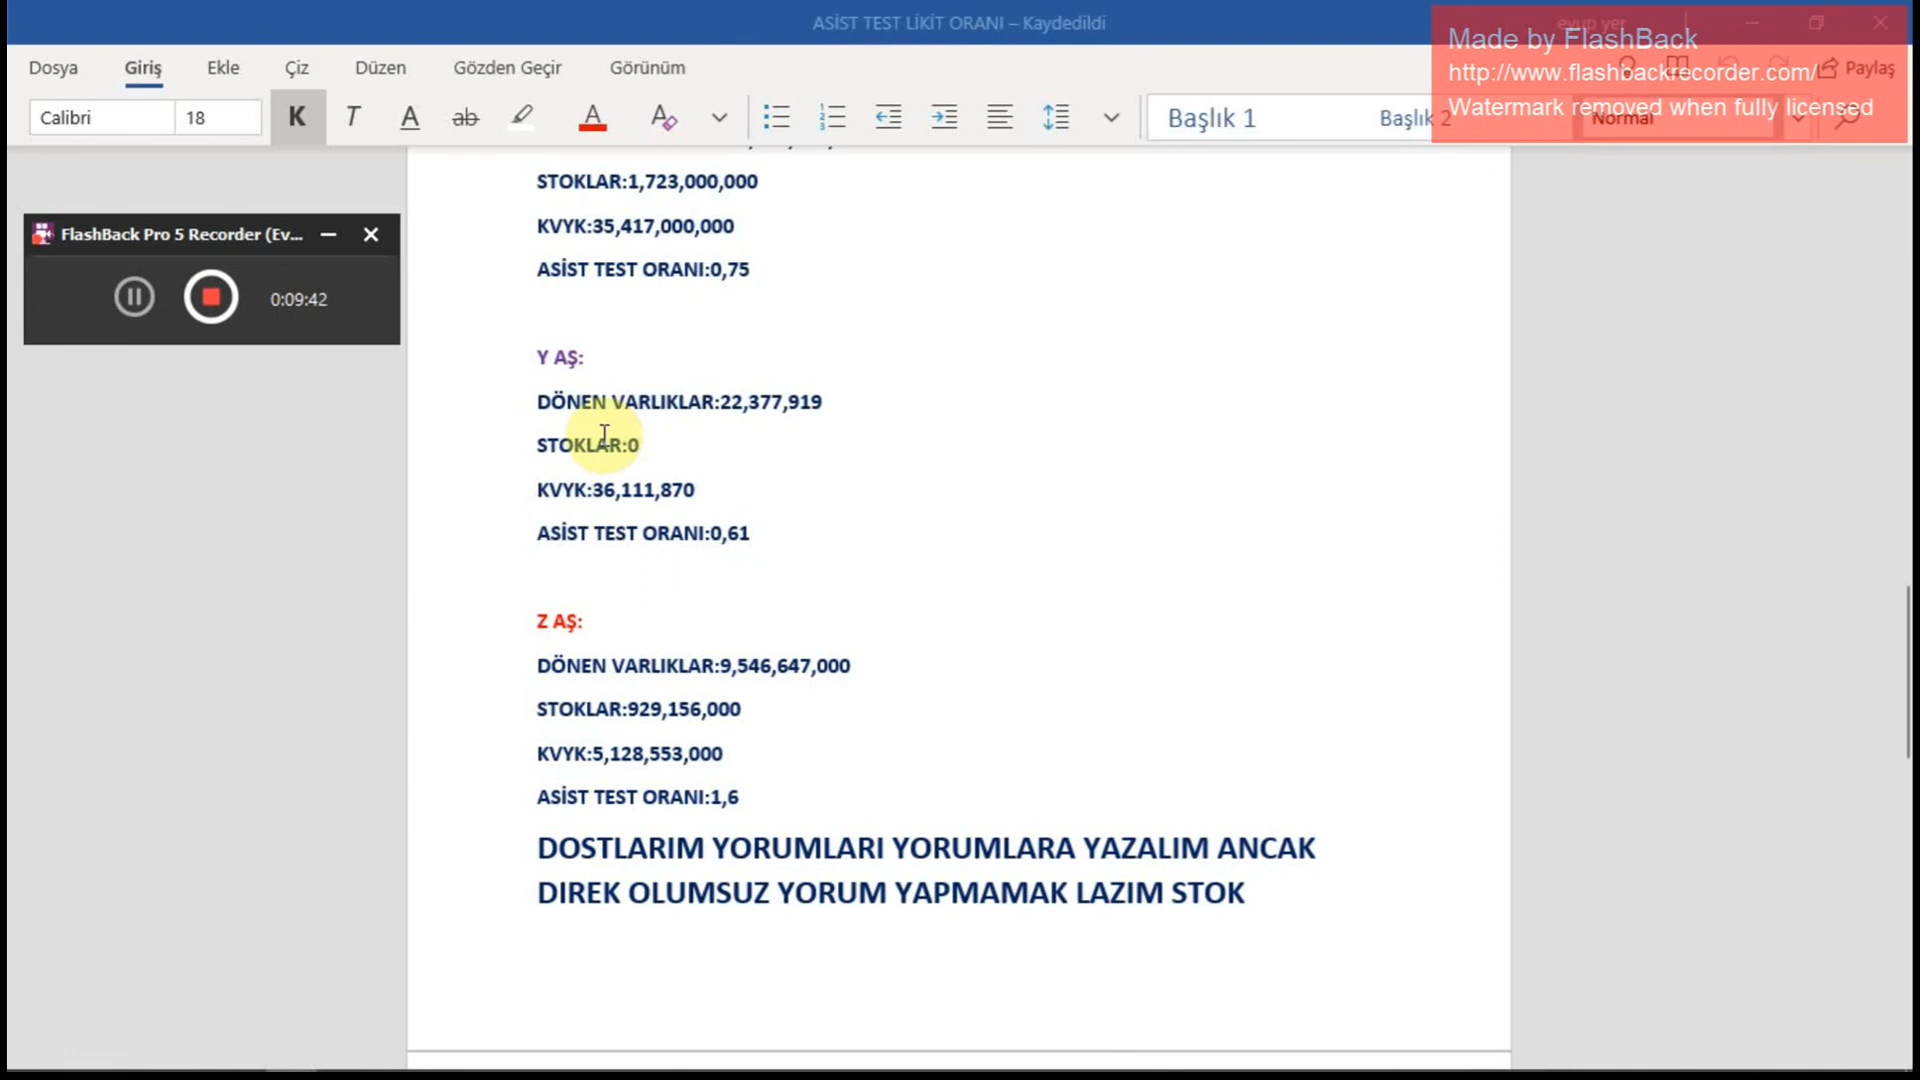 ASİST TEST LİKİT ORANI – Kaydedildi
eyup yer
Made by FlashBack
http://www.flashbackrecorder.com/
Watermark removed when fully licensed
Dosya Giriş Ekle Çiz Düzen Gözden Geçir Görünüm Paylaş
Calibri 18 K T A ab A A Başlık 1 Başlık 2 Normal
STOKLAR:1,723,000,000
KVYK:35,417,000,000
ASİST TEST ORANI:0,75
FlashBack Pro 5 Recorder (Ev...
0:09:42
Y AŞ:
DÖNEN VARLIKLAR:22,377,919
STOKLAR:0
KVYK:36,111,870
ASİST TEST ORANI:0,61
Z AŞ:
DÖNEN VARLIKLAR:9,546,647,000
STOKLAR:929,156,000
KVYK:5,128,553,000
ASİST TEST ORANI:1,6
DOSTLARIM YORUMLARI YORUMLARA YAZALIM ANCAK
DIREK OLUMSUZ YORUM YAPMAMAK LAZIM STOK